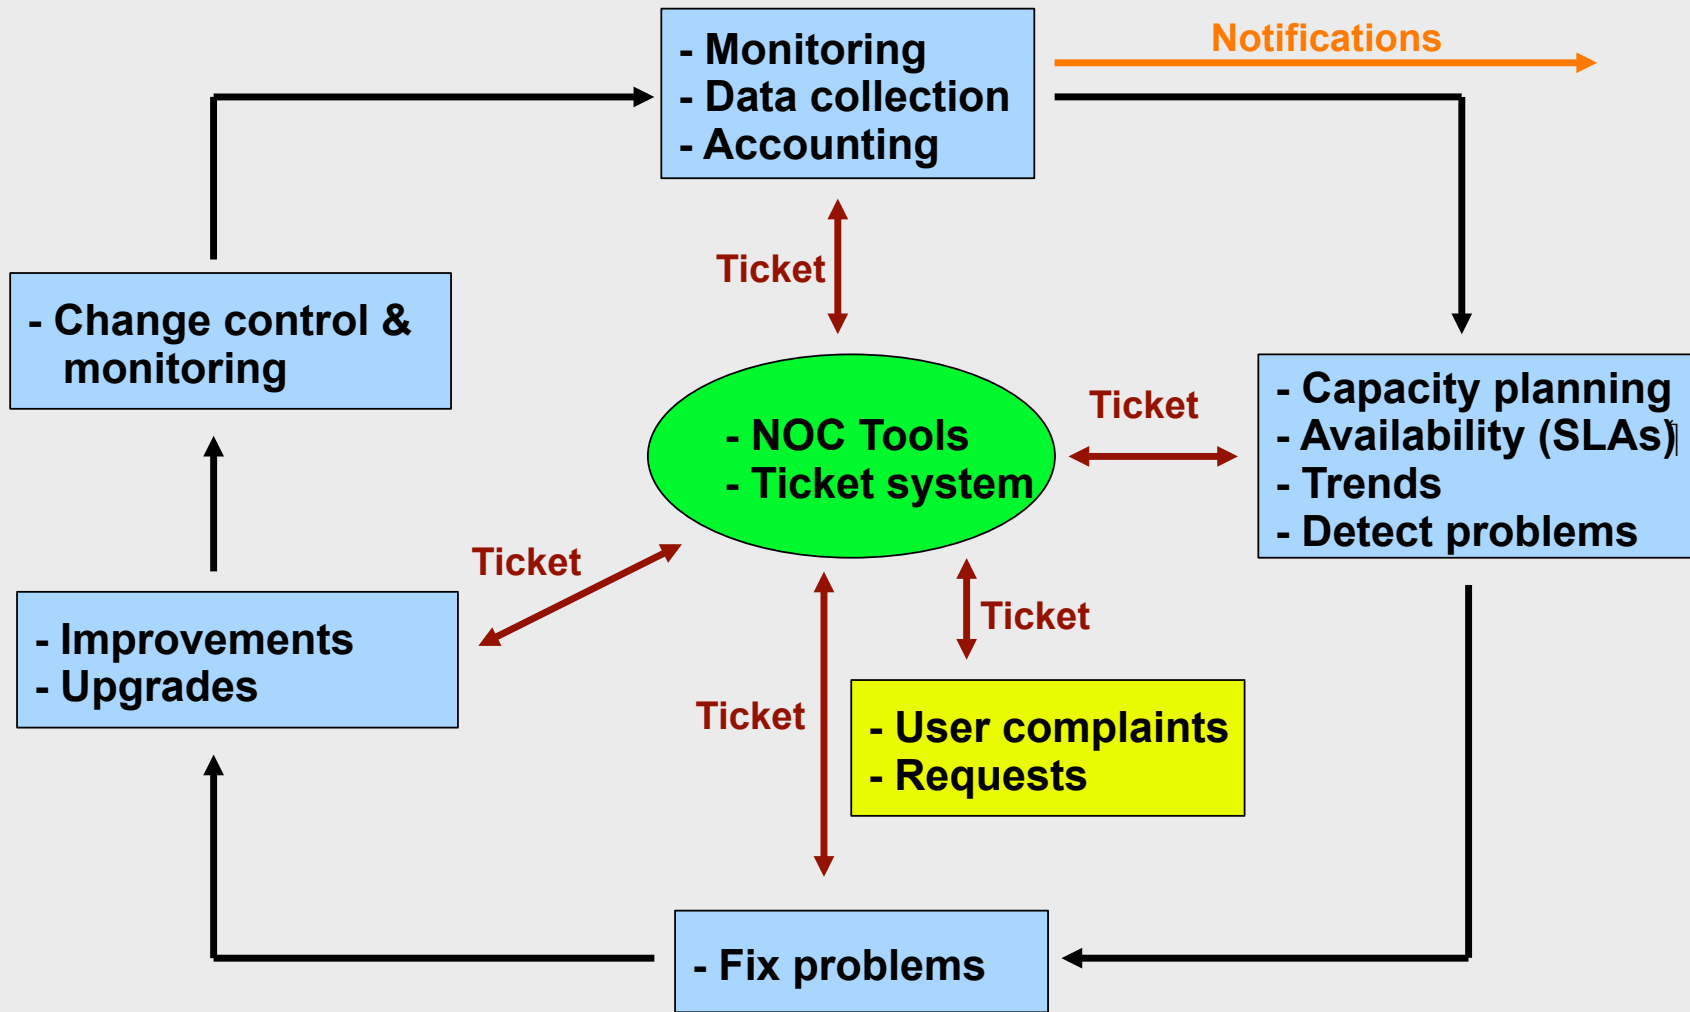 - Monitoring
- Data collection
- Accounting
Notifications
Ticket
- Change control &
monitoring
- NOC Tools
- Ticket system
Ticket
- Capacity planning
- Availability (SLAs)
- Trends
- Detect problems
Ticket
- Improvements
- Upgrades
Ticket
Ticket
- User complaints
- Requests
- Fix problems